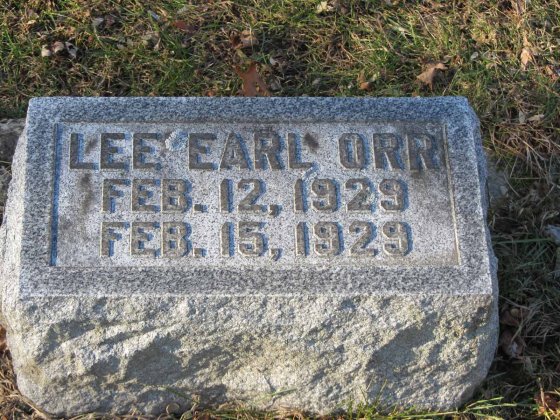 LEE EARL ORR
FEB. 12, 1929
FEB. 15, 1929